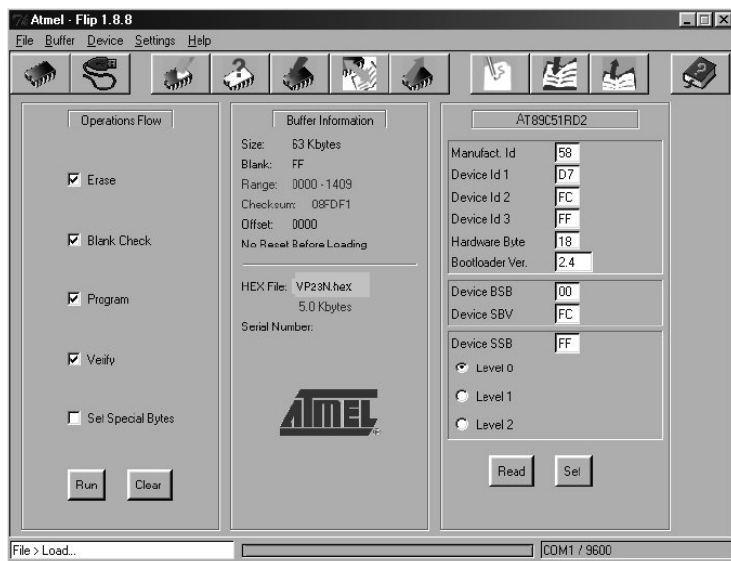 Atmel - Flip 1.8.8
File Buffer Device Settings Help
Operations Flow
Erase
Blank Check
Program
Verify
Set Special Bytes
Run Clear
Buffer Information
Size: 63 Kbytes
Blank: FF
Range: 0000 - 1409
Checksum: 08FDF1
Offset: 0000
No Reset Before Loading
HEX File: VP23N.hex
5.0 Kbytes
Serial Number:
ATMEL
AT89C51RD2
Manufact. Id 58
Device Id 1 D7
Device Id 2 FC
Device Id 3 FF
Hardware Byte 18
Bootloader Ver. 2.4
Device BSB 00
Device SBV FC
Device SSB FF
Level 0
Level 1
Level 2
Read Set
File > Load...
COM1 / 9600